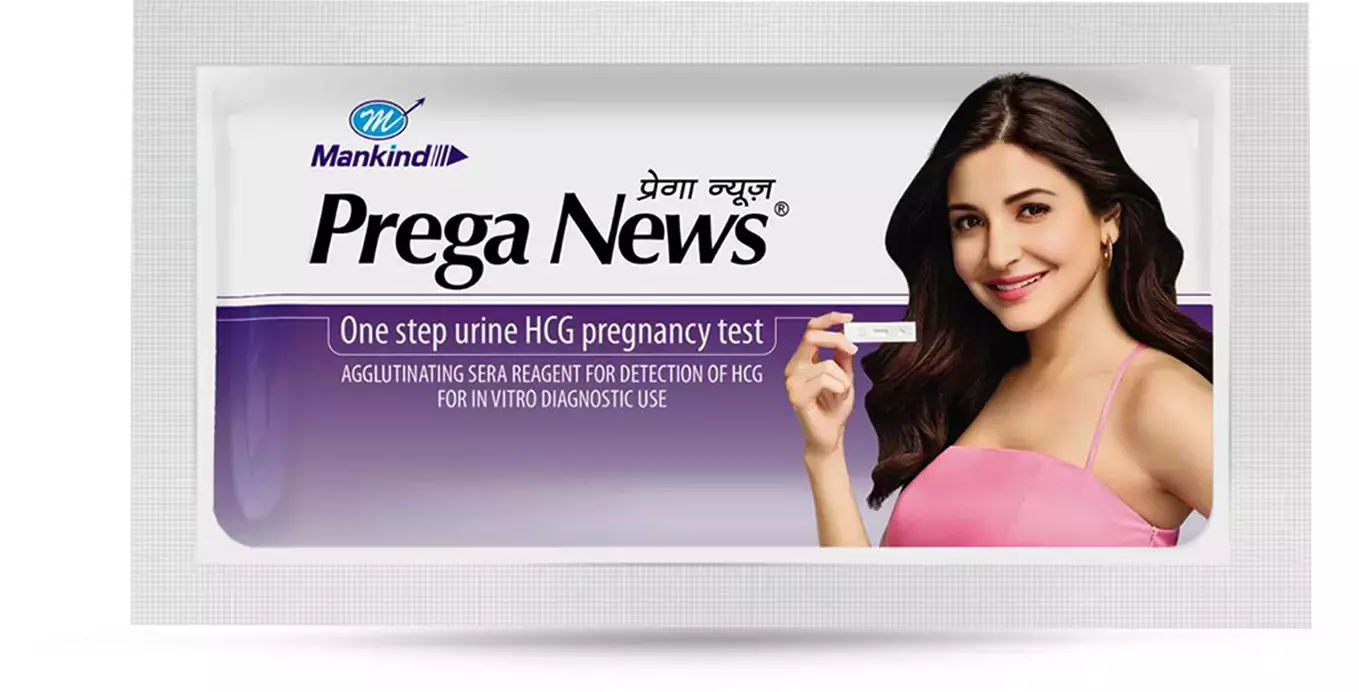 m
Mankind
प्रेगा न्यूज़
Prega News®
One step urine HCG pregnancy test
AGGLUTINATING SERA REAGENT FOR DETECTION OF HCG
FOR IN VITRO DIAGNOSTIC USE